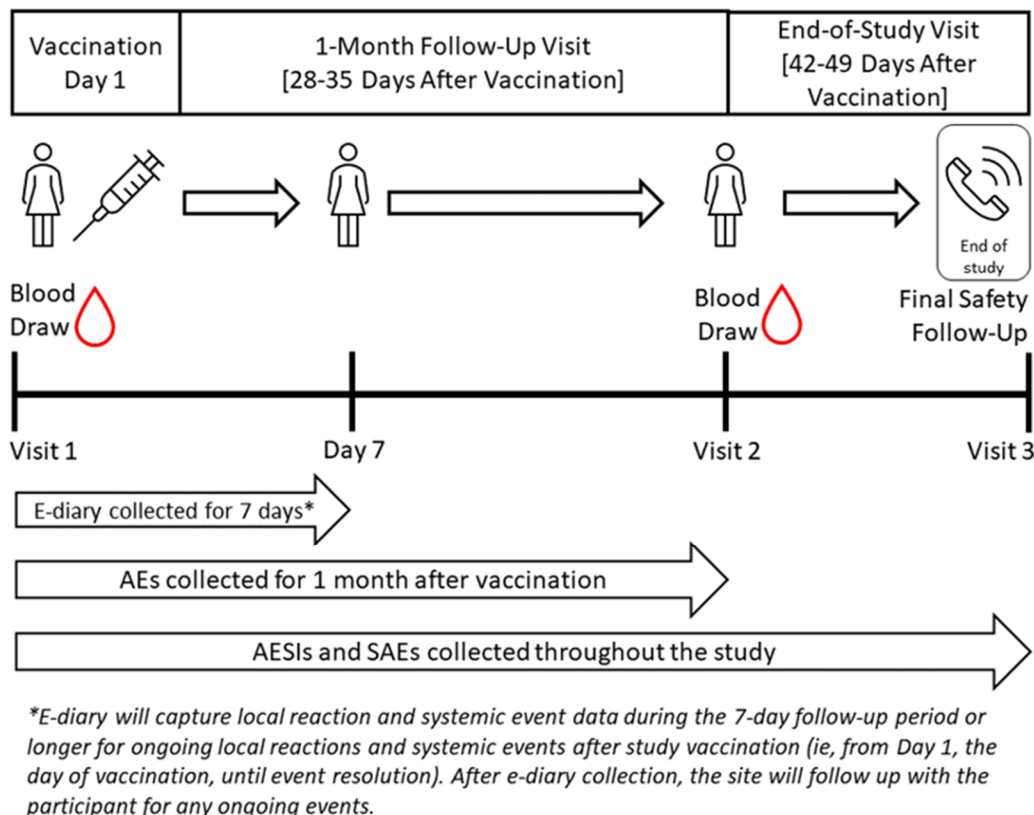 Vaccination
Day 1
1-Month Follow-Up Visit
[28-35 Days After Vaccination]
End-of-Study Visit
[42-49 Days After
Vaccination]
End of
study
Blood
Draw
Blood
Draw
Final Safety
Follow-Up
Visit 1
Day 7
Visit 2
Visit 3
E-diary collected for 7 days*
AEs collected for 1 month after vaccination
AESIs and SAEs collected throughout the study
*E-diary will capture local reaction and systemic event data during the 7-day follow-up period or
longer for ongoing local reactions and systemic events after study vaccination (ie, from Day 1, the
day of vaccination, until event resolution). After e-diary collection, the site will follow up with the
participant for any ongoing events.